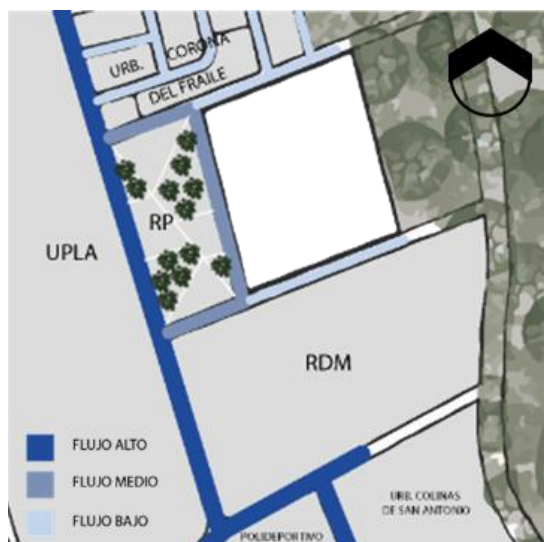 URB. CORONA
DEL FRAILE
RP
UPLA
RDM
FLUJO ALTO
FLUJO MEDIO
FLUJO BAJO
URB. COLINAS
DE SAN ANTONIO
POLIDEPORTIVO